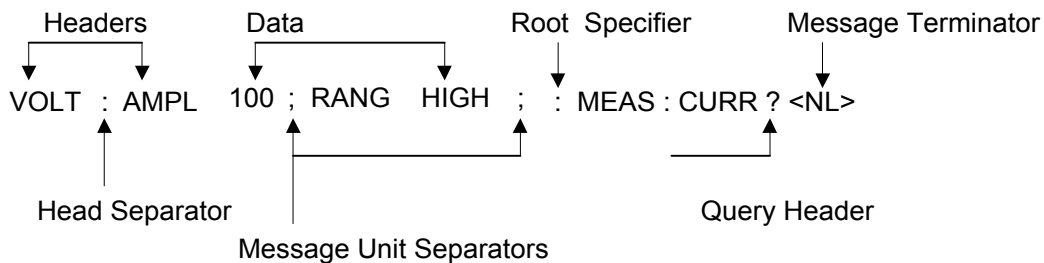 Headers Data Root Specifier Message Terminator
VOLT : AMPL 100 ; RANG HIGH ; : MEAS : CURR ? <NL>
Head Separator Query Header
Message Unit Separators